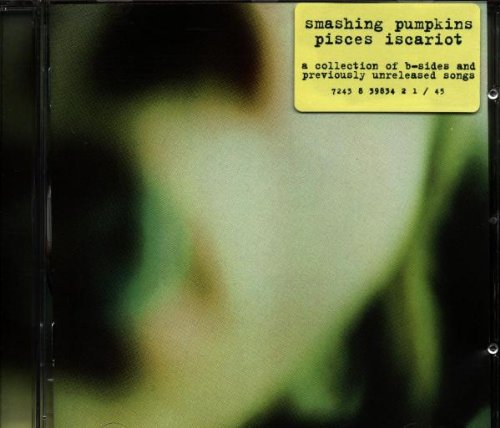 smashing pumpkins
pisces iscariot
a collection of b-sides and
previously unreleased songs
7243 8 39834 2 1 / 45